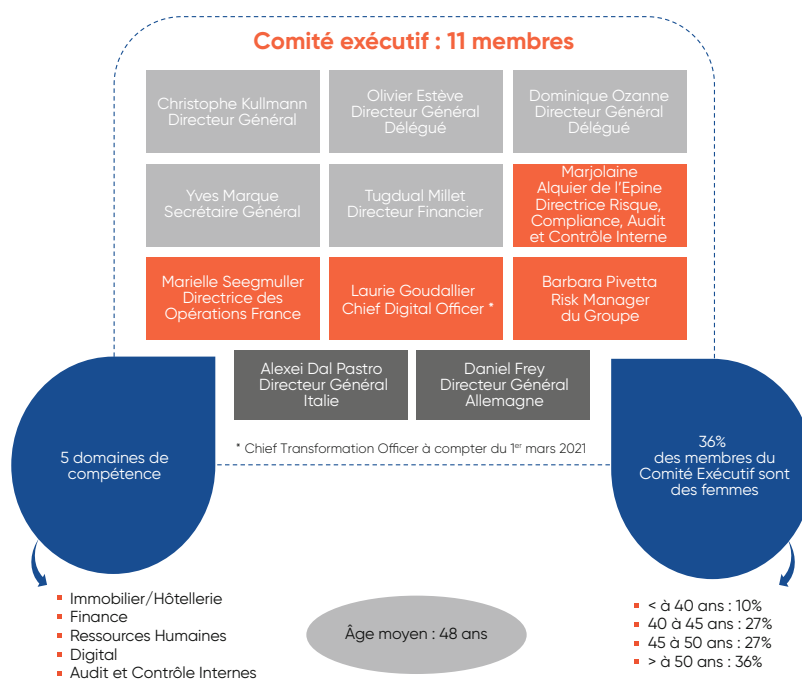 Comité exécutif : 11 membres
Christophe Kullmann
Directeur Général
Olivier Estève
Directeur Général
Délégué
Dominique Ozanne
Directeur Général
Délégué
Yves Marque
Secrétaire Général
Tugdual Millet
Directeur Financier
Marjolaine
Alquier de l'Epine
Directrice Risque,
Compliance, Audit
et Contrôle Interne
Marielle Seegmuller
Directrice des
Opérations France
Laurie Goudallier
Chief Digital Officer *
Barbara Pivetta
Risk Manager
du Groupe
Alexei Dal Pastro
Directeur Général
Italie
Daniel Frey
Directeur Général
Allemagne
* Chief Transformation Officer à compter du 1er mars 2021
5 domaines de
compétence
36%
des membres du
Comité Exécutif sont
des femmes
Immobilier/Hôtellerie
Finance
Ressources Humaines
Digital
Audit et Contrôle Internes
Âge moyen : 48 ans
< à 40 ans : 10%
40 à 45 ans : 27%
45 à 50 ans : 27%
> à 50 ans : 36%